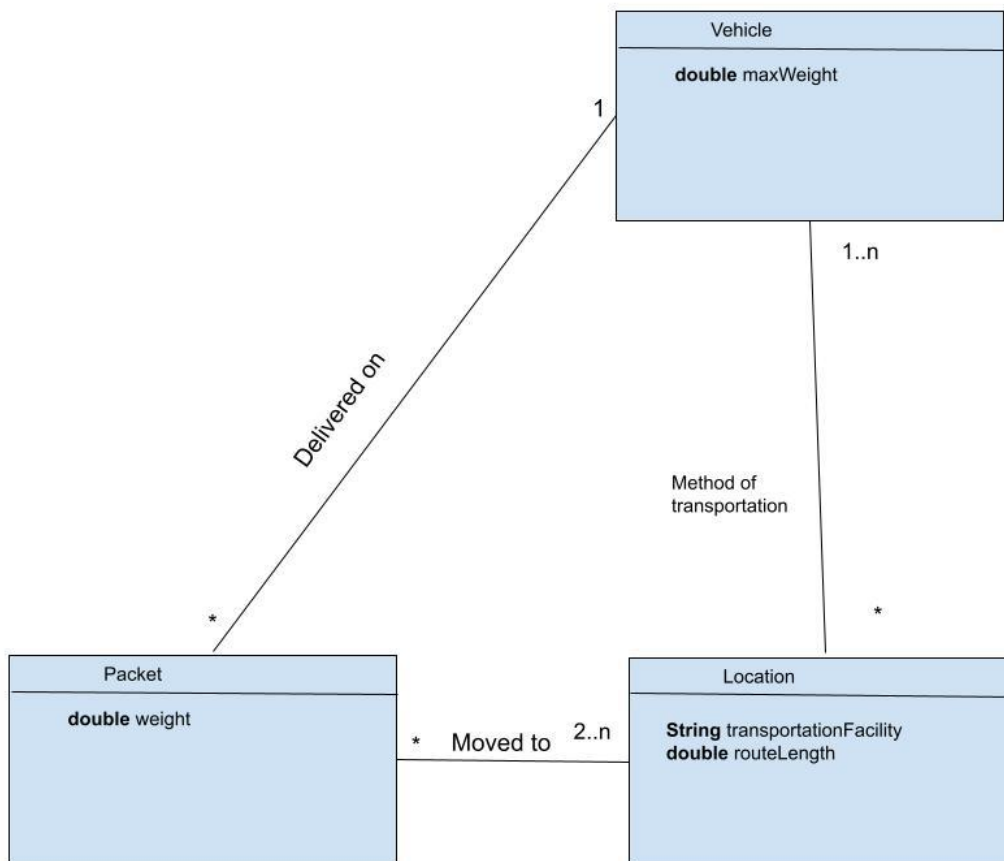 Vehicle
double maxWeight
1
1..n
Delivered on
Method of
transportation
*
*
Packet
double weight
*
Moved to
2..n
Location
String transportationFacility
double routeLength